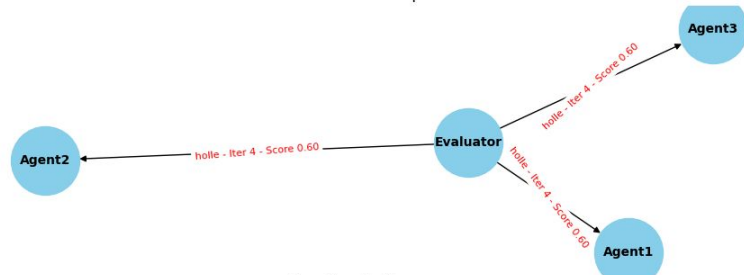 Agent3
holle - Iter 4 - Score 0.60
Evaluator
holle - Iter 4 - Score 0.60
Agent2
holle - Iter 4 - Score 0.60
Agent1